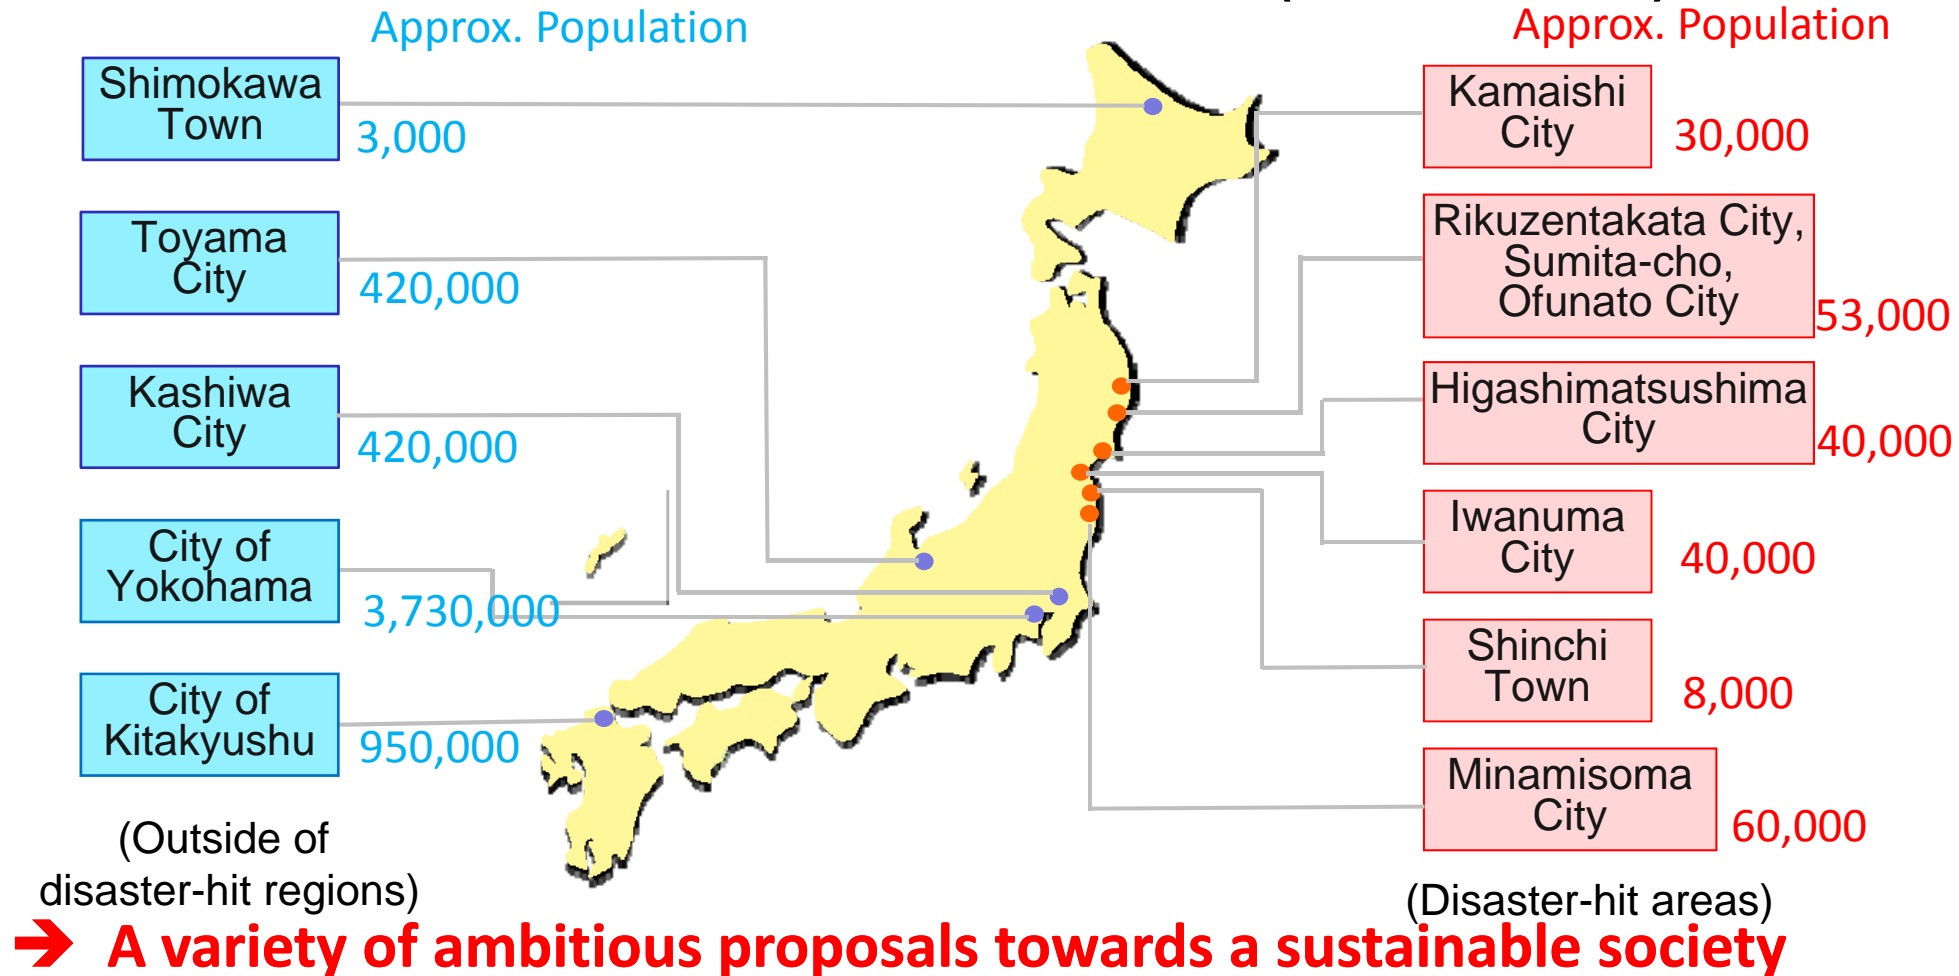 Approx. Population
Shimokawa
Town
3,000
Toyama
City
420,000
Kashiwa
City
420,000
City of
Yokohama
3,730,000
City of
Kitakyushu
950,000
(Outside of
disaster-hit regions)
Approx. Population
Kamaishi
City
30,000
Rikuzentakata City,
Sumita-cho,
Ofunato City
53,000
Higashimatsushima
City
40,000
Iwanuma
City
40,000
Shinchi
Town
8,000
Minamisoma
City
60,000
(Disaster-hit areas)
➔ A variety of ambitious proposals towards a sustainable society